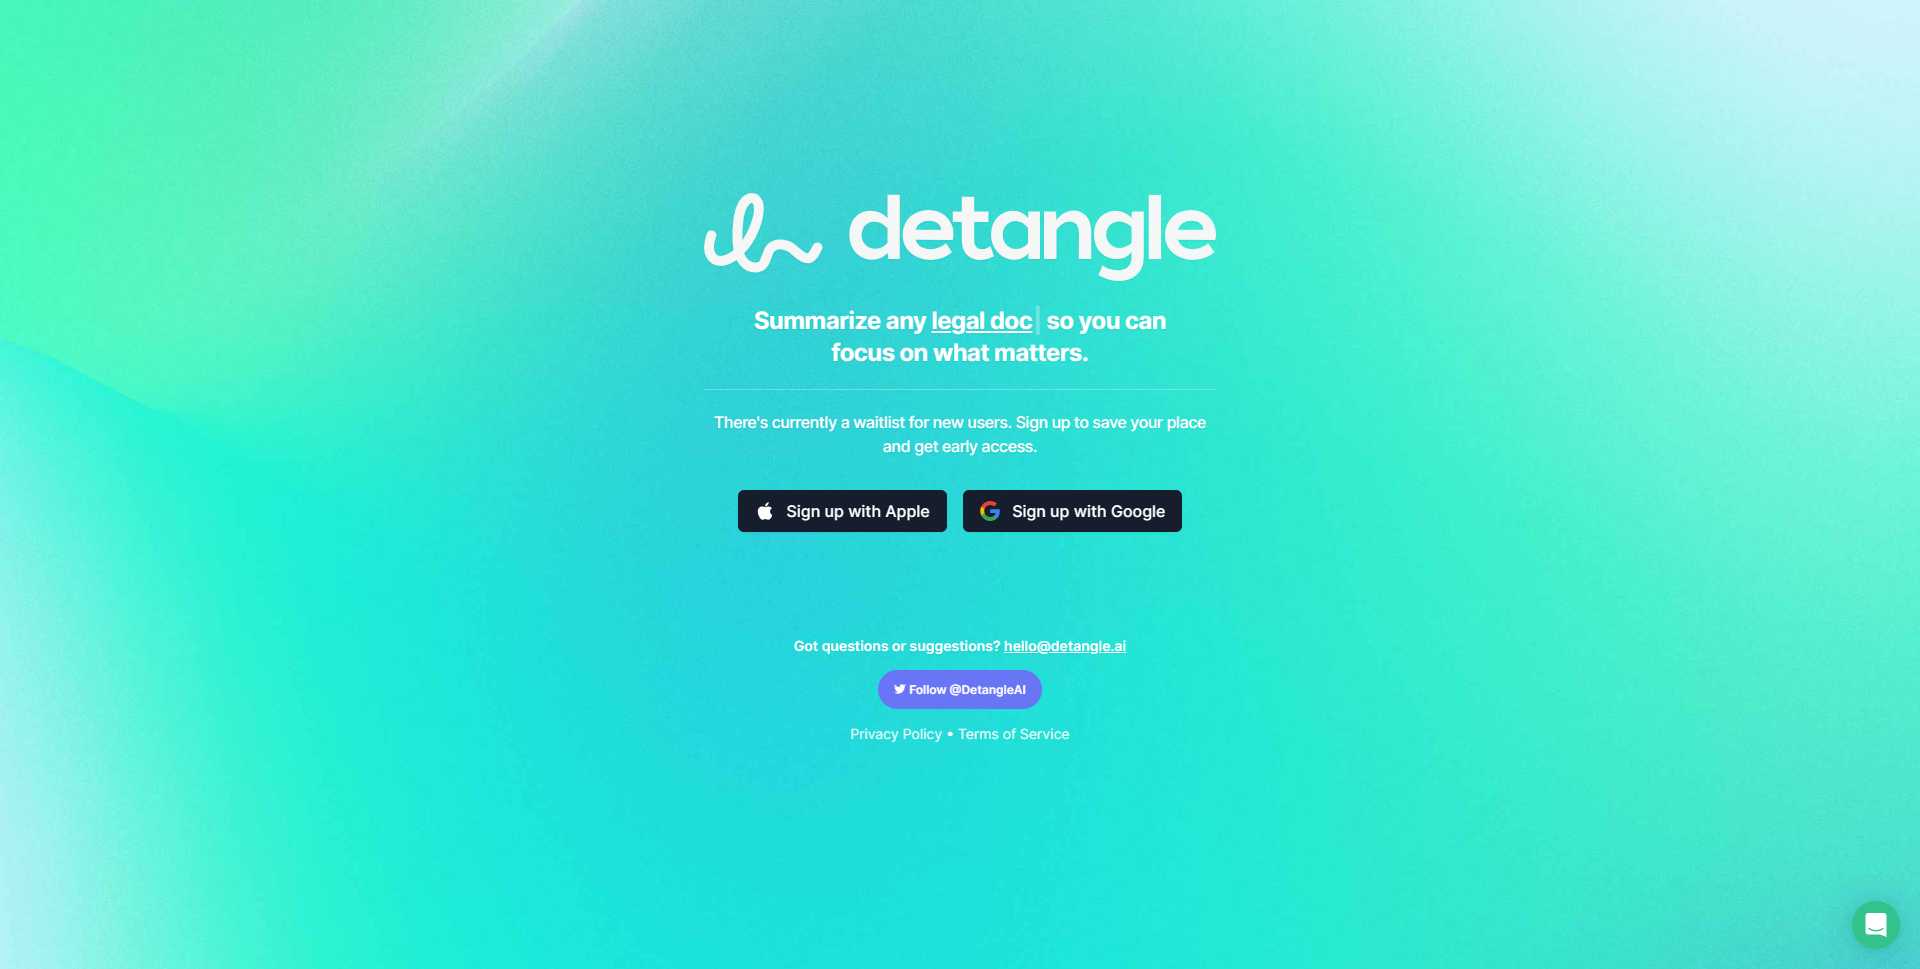 detangle
Summarize any legal doc so you can
focus on what matters.
There's currently a waitlist for new users. Sign up to save your place
and get early access.
Sign up with Apple
Sign up with Google
Got questions or suggestions? hello@detangle.ai
Follow @DetangleAI
Privacy Policy • Terms of Service